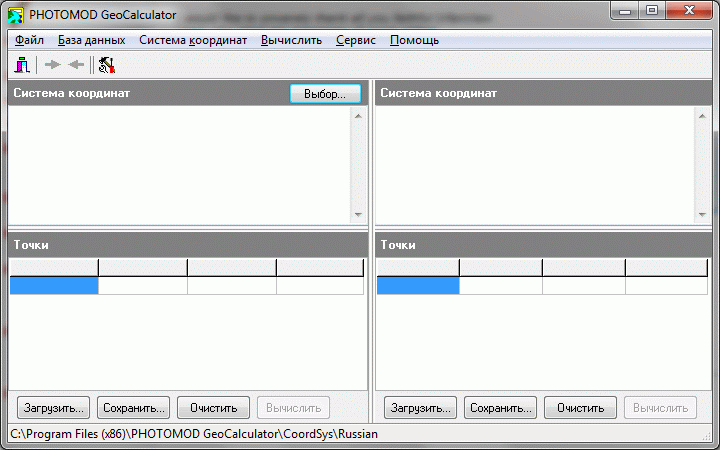 PHOTOMOD GeoCalculator
Файл База данных Система координат Вычислить Сервис Помощь
Система координат Выбор... Система координат
Точки Точки
Загрузить... Сохранить... Очистить Вычислить Загрузить... Сохранить... Очистить Вычислить
C:\Program Files (x86)\PHOTOMOD GeoCalculator\CoordSys\Russian